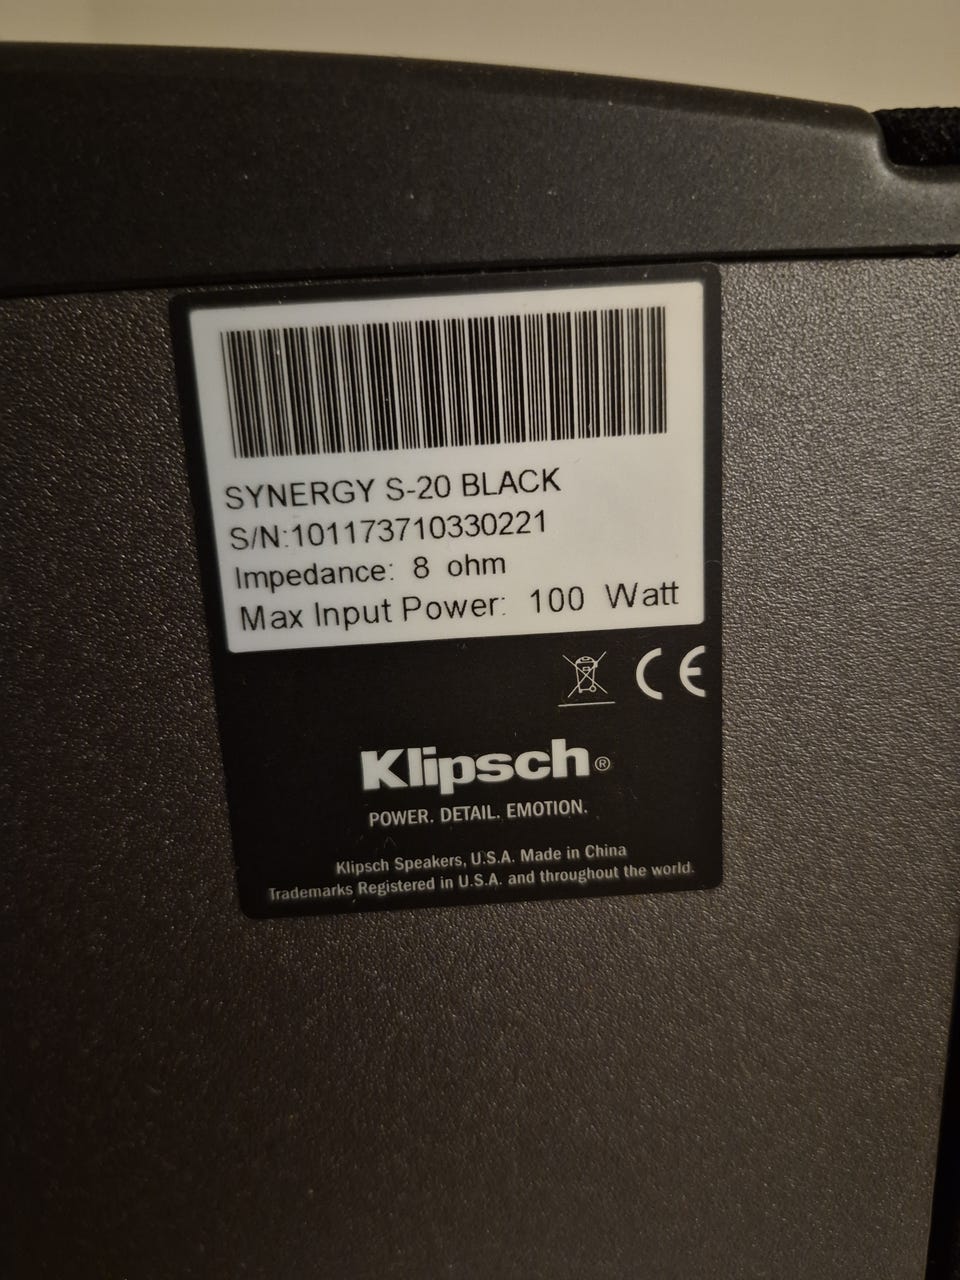 SYNERGY S-20 BLACK
S/N:101173710330221
Impedance: 8 ohm
Max Input Power: 100 Watt
CE
Klipsch®
POWER. DETAIL. EMOTION.
Klipsch Speakers, U.S.A. Made in China
Trademarks Registered in U.S.A. and throughout the world.